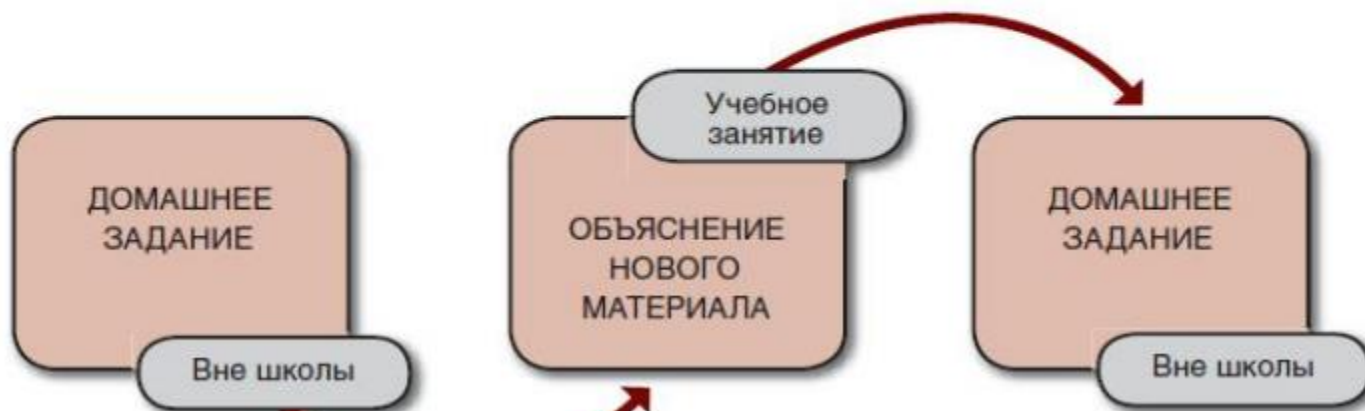 ДОМАШНЕЕ
ЗАДАНИЕ
Вне школы
Учебное
занятие
ОБЪЯСНЕНИЕ
НОВОГО
МАТЕРИАЛА
ДОМАШНЕЕ
ЗАДАНИЕ
Вне школы